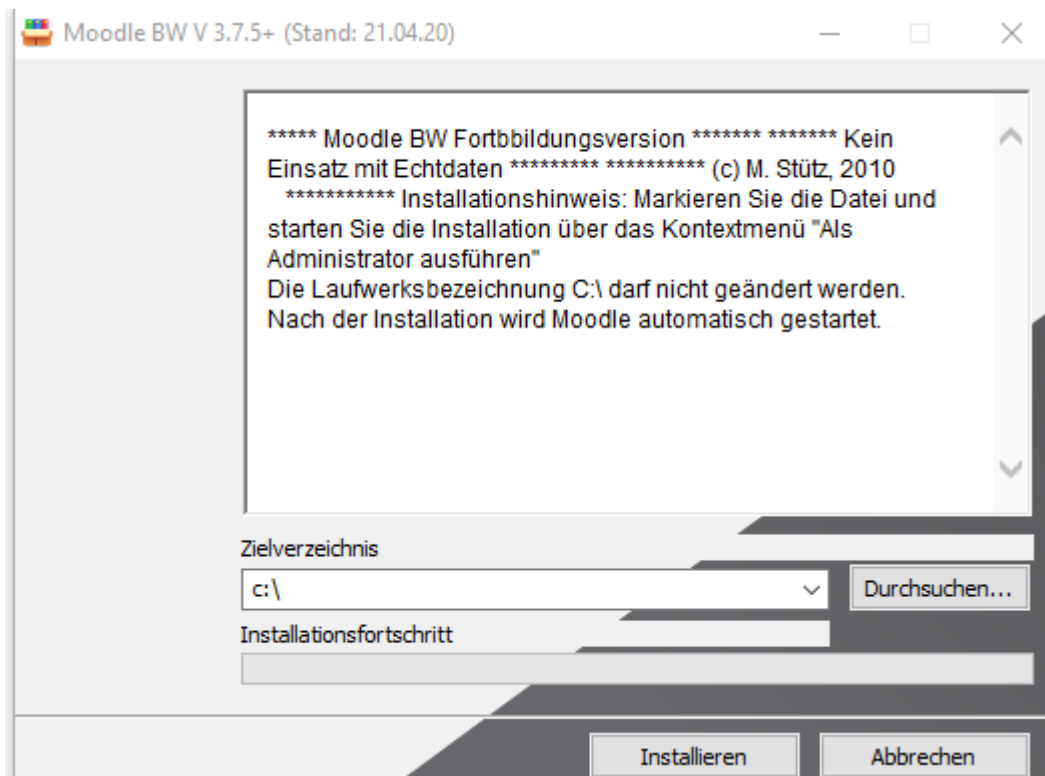 Moodle BW V 3.7.5+ (Stand: 21.04.20)
***** Moodle BW Fortbbildungsversion ******* ******* Kein
Einsatz mit Echtdaten ********* ********** (c) M. Stütz, 2010
*********** Installationshinweis: Markieren Sie die Datei und
starten Sie die Installation über das Kontextmenü "Als
Administrator ausführen"
Die Laufwerksbezeichnung C:\ darf nicht geändert werden.
Nach der Installation wird Moodle automatisch gestartet.
Zielverzeichnis
c:\
Durchsuchen...
Installationsfortschritt
Installieren
Abbrechen